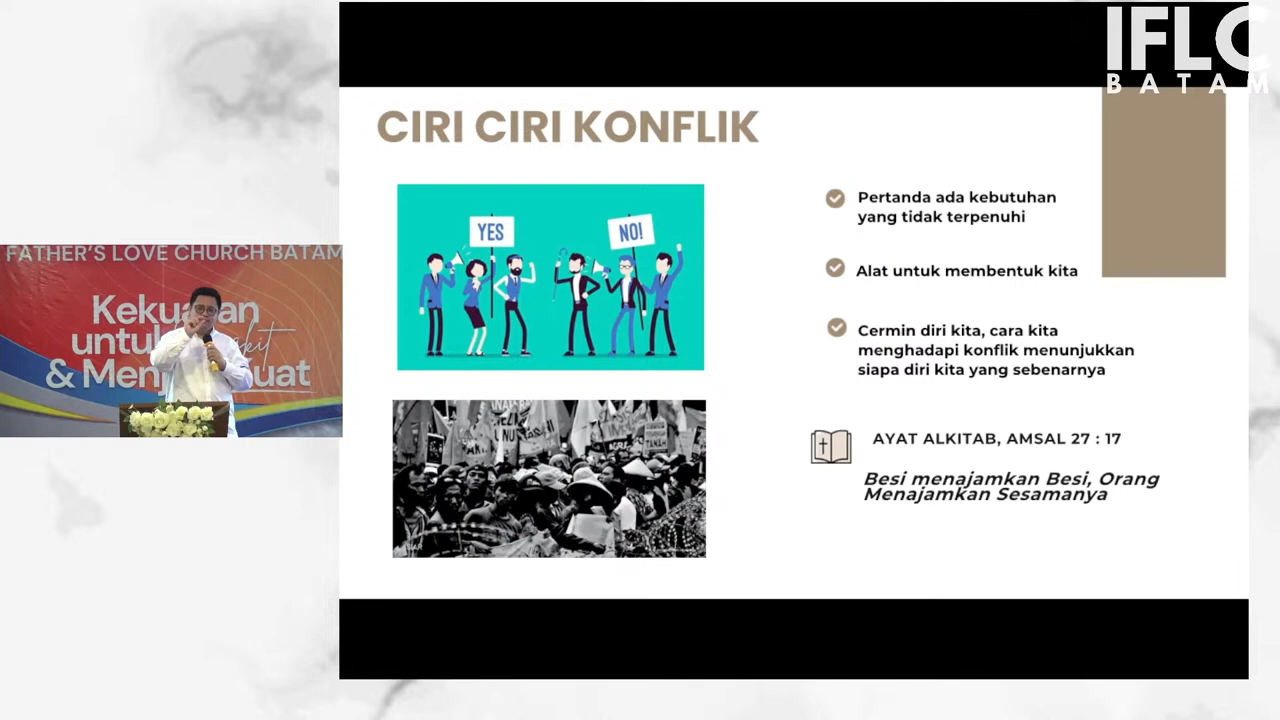 IFLC
BATAM
CIRI CIRI KONFLIK
YES
NO!
Pertanda ada kebutuhan
yang tidak terpenuhi
Alat untuk membentuk kita
Cermin diri kita, cara kita
menghadapi konflik menunjukkan
siapa diri kita yang sebenarnya
AYAT ALKITAB, AMSAL 27 : 17
Besi menajamkan Besi, Orang
Menajamkan Sesamanya
FATHER'S LOVE CHURCH BATAM
& Men